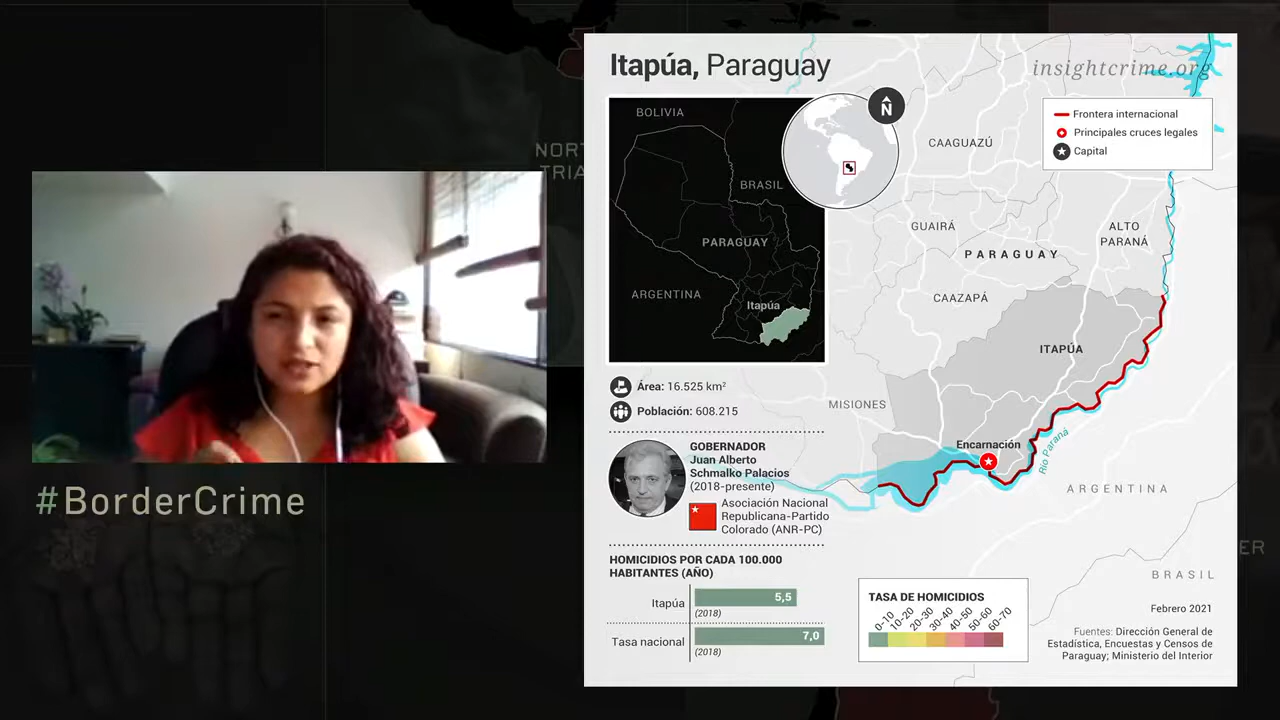 Itapúa, Paraguay
insightcrime.org
BOLIVIA
BRASIL
PARAGUAY
ARGENTINA
Itapúa
N
Frontera internacional
Principales cruces legales
Capital
CAAGUAZÚ
GUAIRÁ
ALTO
PARANÁ
PARAGUAY
CAAZAPÁ
ITAPÚA
MISIONES
Encarnación
Río Paraná
ARGENTINA
BRASIL
Área: 16.525 km²
Población: 608.215
GOBERNADOR
Juan Alberto
Schmalko Palacios
(2018-presente)
Asociación Nacional
Republicana-Partido
Colorado (ANR-PC)
HOMICIDIOS POR CADA 100.000
HABITANTES (AÑO)
Itapúa
5,5
(2018)
Tasa nacional
7,0
(2018)
TASA DE HOMICIDIOS
0-10
10-20
20-30
30-40
40-50
50-60
60-70
Febrero 2021
Fuentes: Dirección General de
Estadística, Encuestas y Censos de
Paraguay; Ministerio del Interior
#BorderCrime
NORT
TRIA
ER